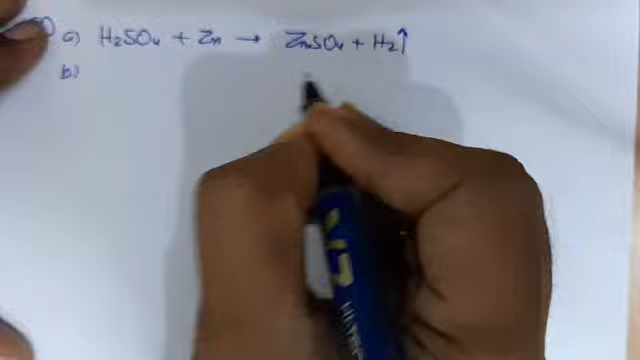 a) H₂SO₄ + Zn → ZnSO₄ + H₂↑
b)